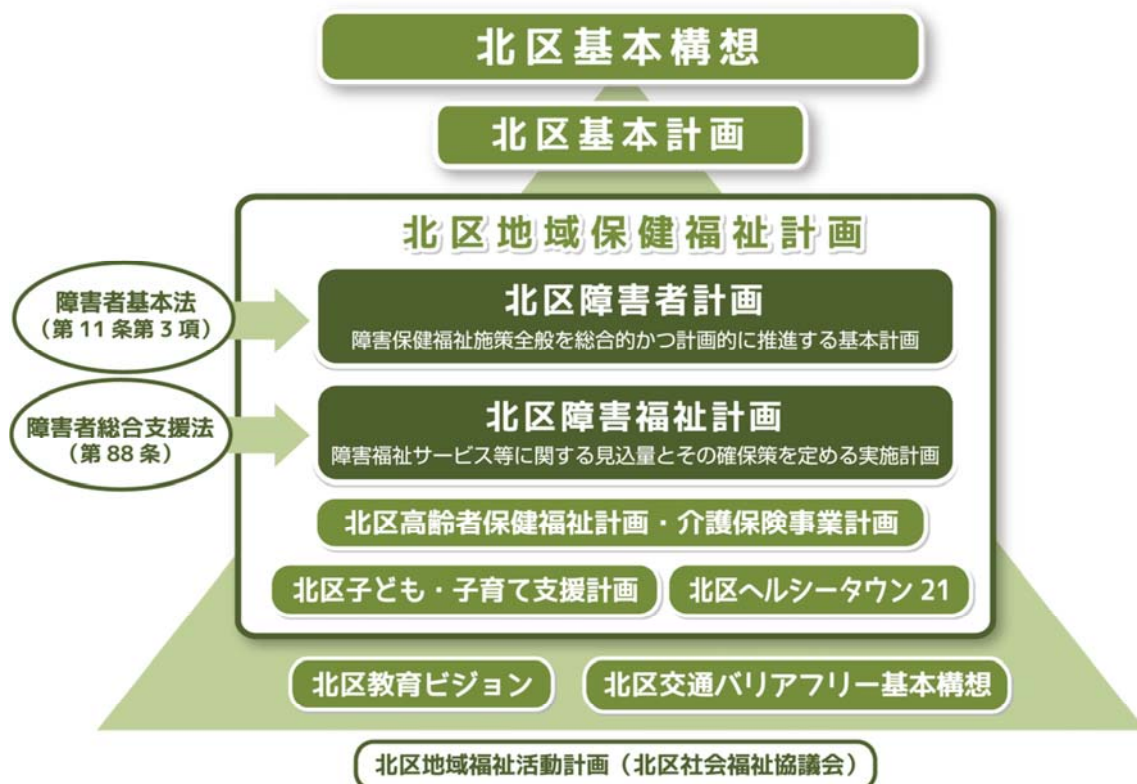 北区基本構想
北区基本計画
北区地域保健福祉計画
障害者基本法
（第 11 条第 3 項）
北区障害者計画
障害保健福祉施策全般を総合的かつ計画的に推進する基本計画
障害者総合支援法
（第 88 条）
北区障害福祉計画
障害福祉サービス等に関する見込量とその確保策を定める実施計画
北区高齢者保健福祉計画・介護保険事業計画
北区子ども・子育て支援計画
北区ヘルシータウン 21
北区教育ビジョン
北区交通バリアフリー基本構想
北区地域福祉活動計画（北区社会福祉協議会）